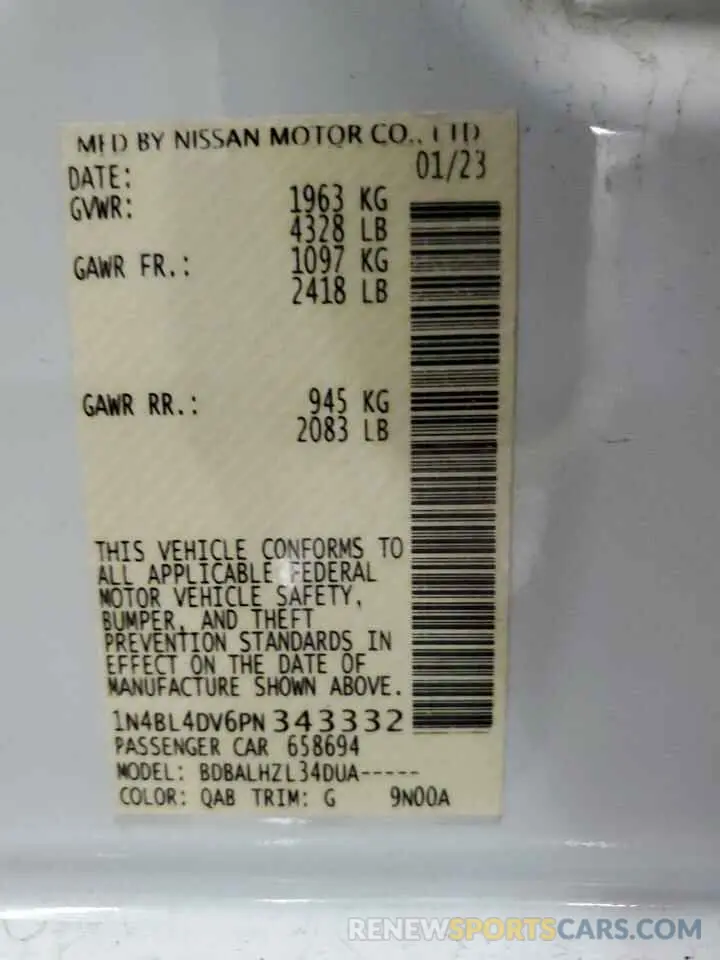 MFD BY NISSAN MOTOR CO., LTD
DATE: 01/23
GVWR: 1963 KG
4328 LB
GAWR FR.: 1097 KG
2418 LB
GAWR RR.: 945 KG
2083 LB
THIS VEHICLE CONFORMS TO
ALL APPLICABLE FEDERAL
MOTOR VEHICLE SAFETY,
BUMPER, AND THEFT
PREVENTION STANDARDS IN
EFFECT ON THE DATE OF
MANUFACTURE SHOWN ABOVE.
1N4BL4DV6PN343332
PASSENGER CAR 658694
MODEL: BDBALHZL34DUA-----
COLOR: QAB TRIM: G 9N00A
RENEWSPORTSCARS.COM